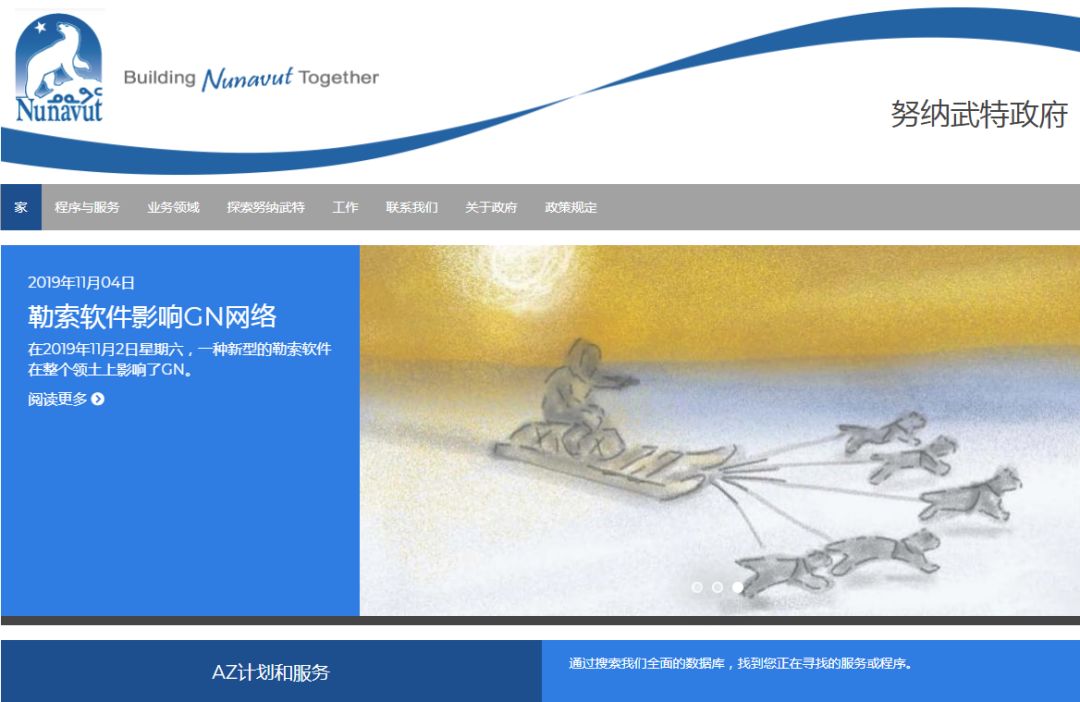 Building Nunavut Together
ᓄᓇᕗᑦ
Nunavut
努纳武特政府
家 程序与服务 业务领域 探索努纳武特 工作 联系我们 关于政府 政策规定
2019年11月04日
勒索软件影响GN网络
在2019年11月2日星期六，一种新型的勒索软件
在整个领土上影响了GN。
阅读更多
AZ计划和服务
通过搜索我们全面的数据库，找到您正在寻找的服务或程序。